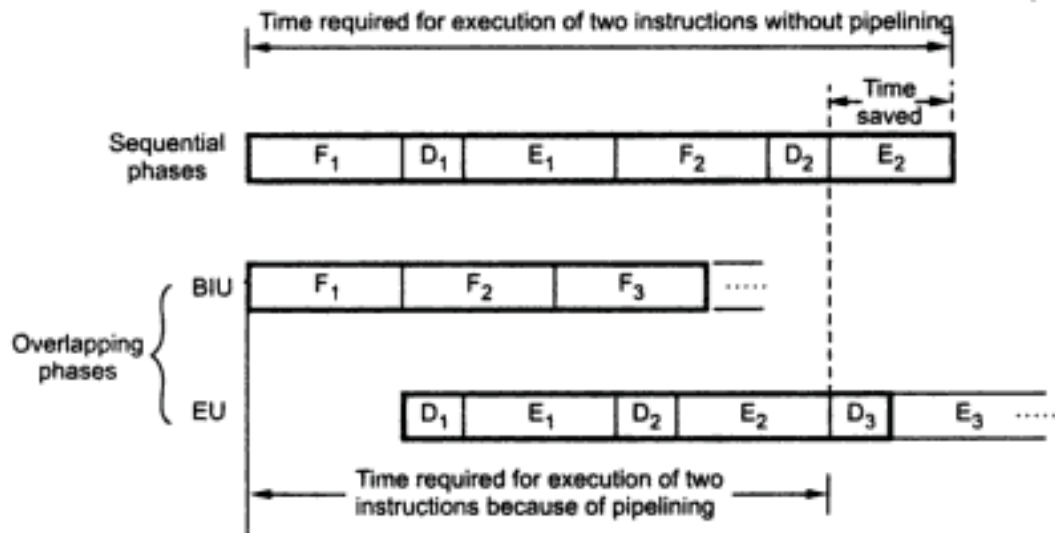 Time required for execution of two instructions without pipelining
Time
saved
Sequential
phases
F1 D1 E1 F2 D2 E2
BIU
F1 F2 F3 .....
Overlapping
phases
EU
D1 E1 D2 E2 D3 E3 .....
Time required for execution of two
instructions because of pipelining